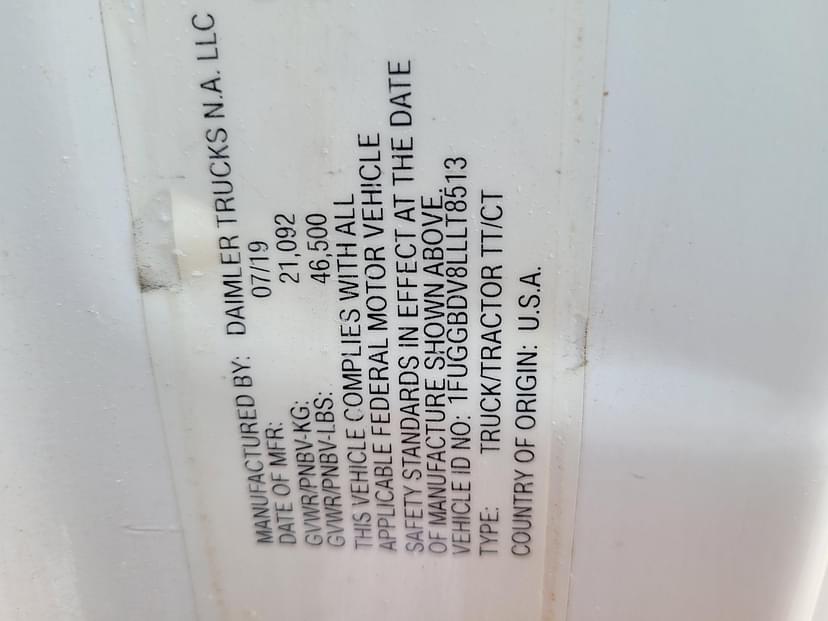 MANUFACTURED BY: DAIMLER TRUCKS N.A. LLC
DATE OF MFR: 07/19
GVWR/PNBV-KG: 21,092
GVWR/PNBV-LBS: 46,500
THIS VEHICLE COMPLIES WITH ALL
APPLICABLE FEDERAL MOTOR VEHICLE
SAFETY STANDARDS IN EFFECT AT THE DATE
OF MANUFACTURE SHOWN ABOVE.
VEHICLE ID NO: 1FUGGBDV8LLLT8513
TYPE: TRUCK/TRACTOR TT/CT
COUNTRY OF ORIGIN: U.S.A.